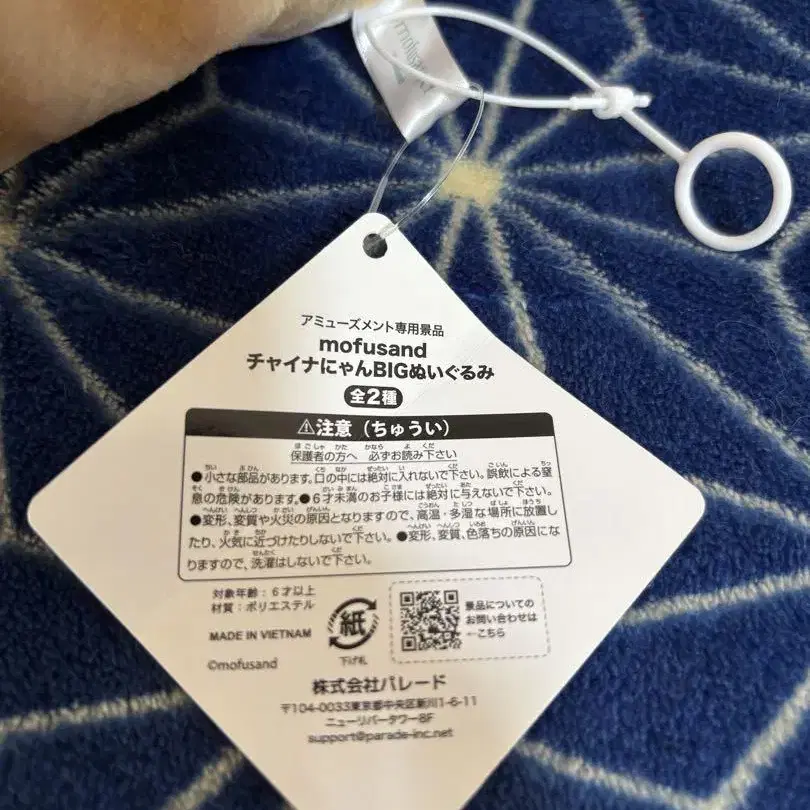 mofusand
アミューズメント専用景品
mofusand
チャイナにゃんBIGぬいぐるみ
全2種
⚠注意（ちゅうい）
保護者の方へ 必ずお読み下さい
●小さな部品があります。口の中には絶対に入れないで下さい。誤飲による窒
息の危険があります。●6才未満のお子様には絶対に与えないで下さい。
●変形、変質や火災の原因となりますので、高温・多湿な場所に放置し
たり、火気に近づけたりしないで下さい。●変形、変質、色落ちの原因にな
りますので、洗濯はしないで下さい。
対象年齢：6才以上
材質：ポリエステル
MADE IN VIETNAM
©mofusand
紙
下げ札
景品についての
お問い合わせは
←こちら
株式会社パレード
〒104-0033東京都中央区新川1-6-11
ニューリバータワー8F
support@parade-inc.net